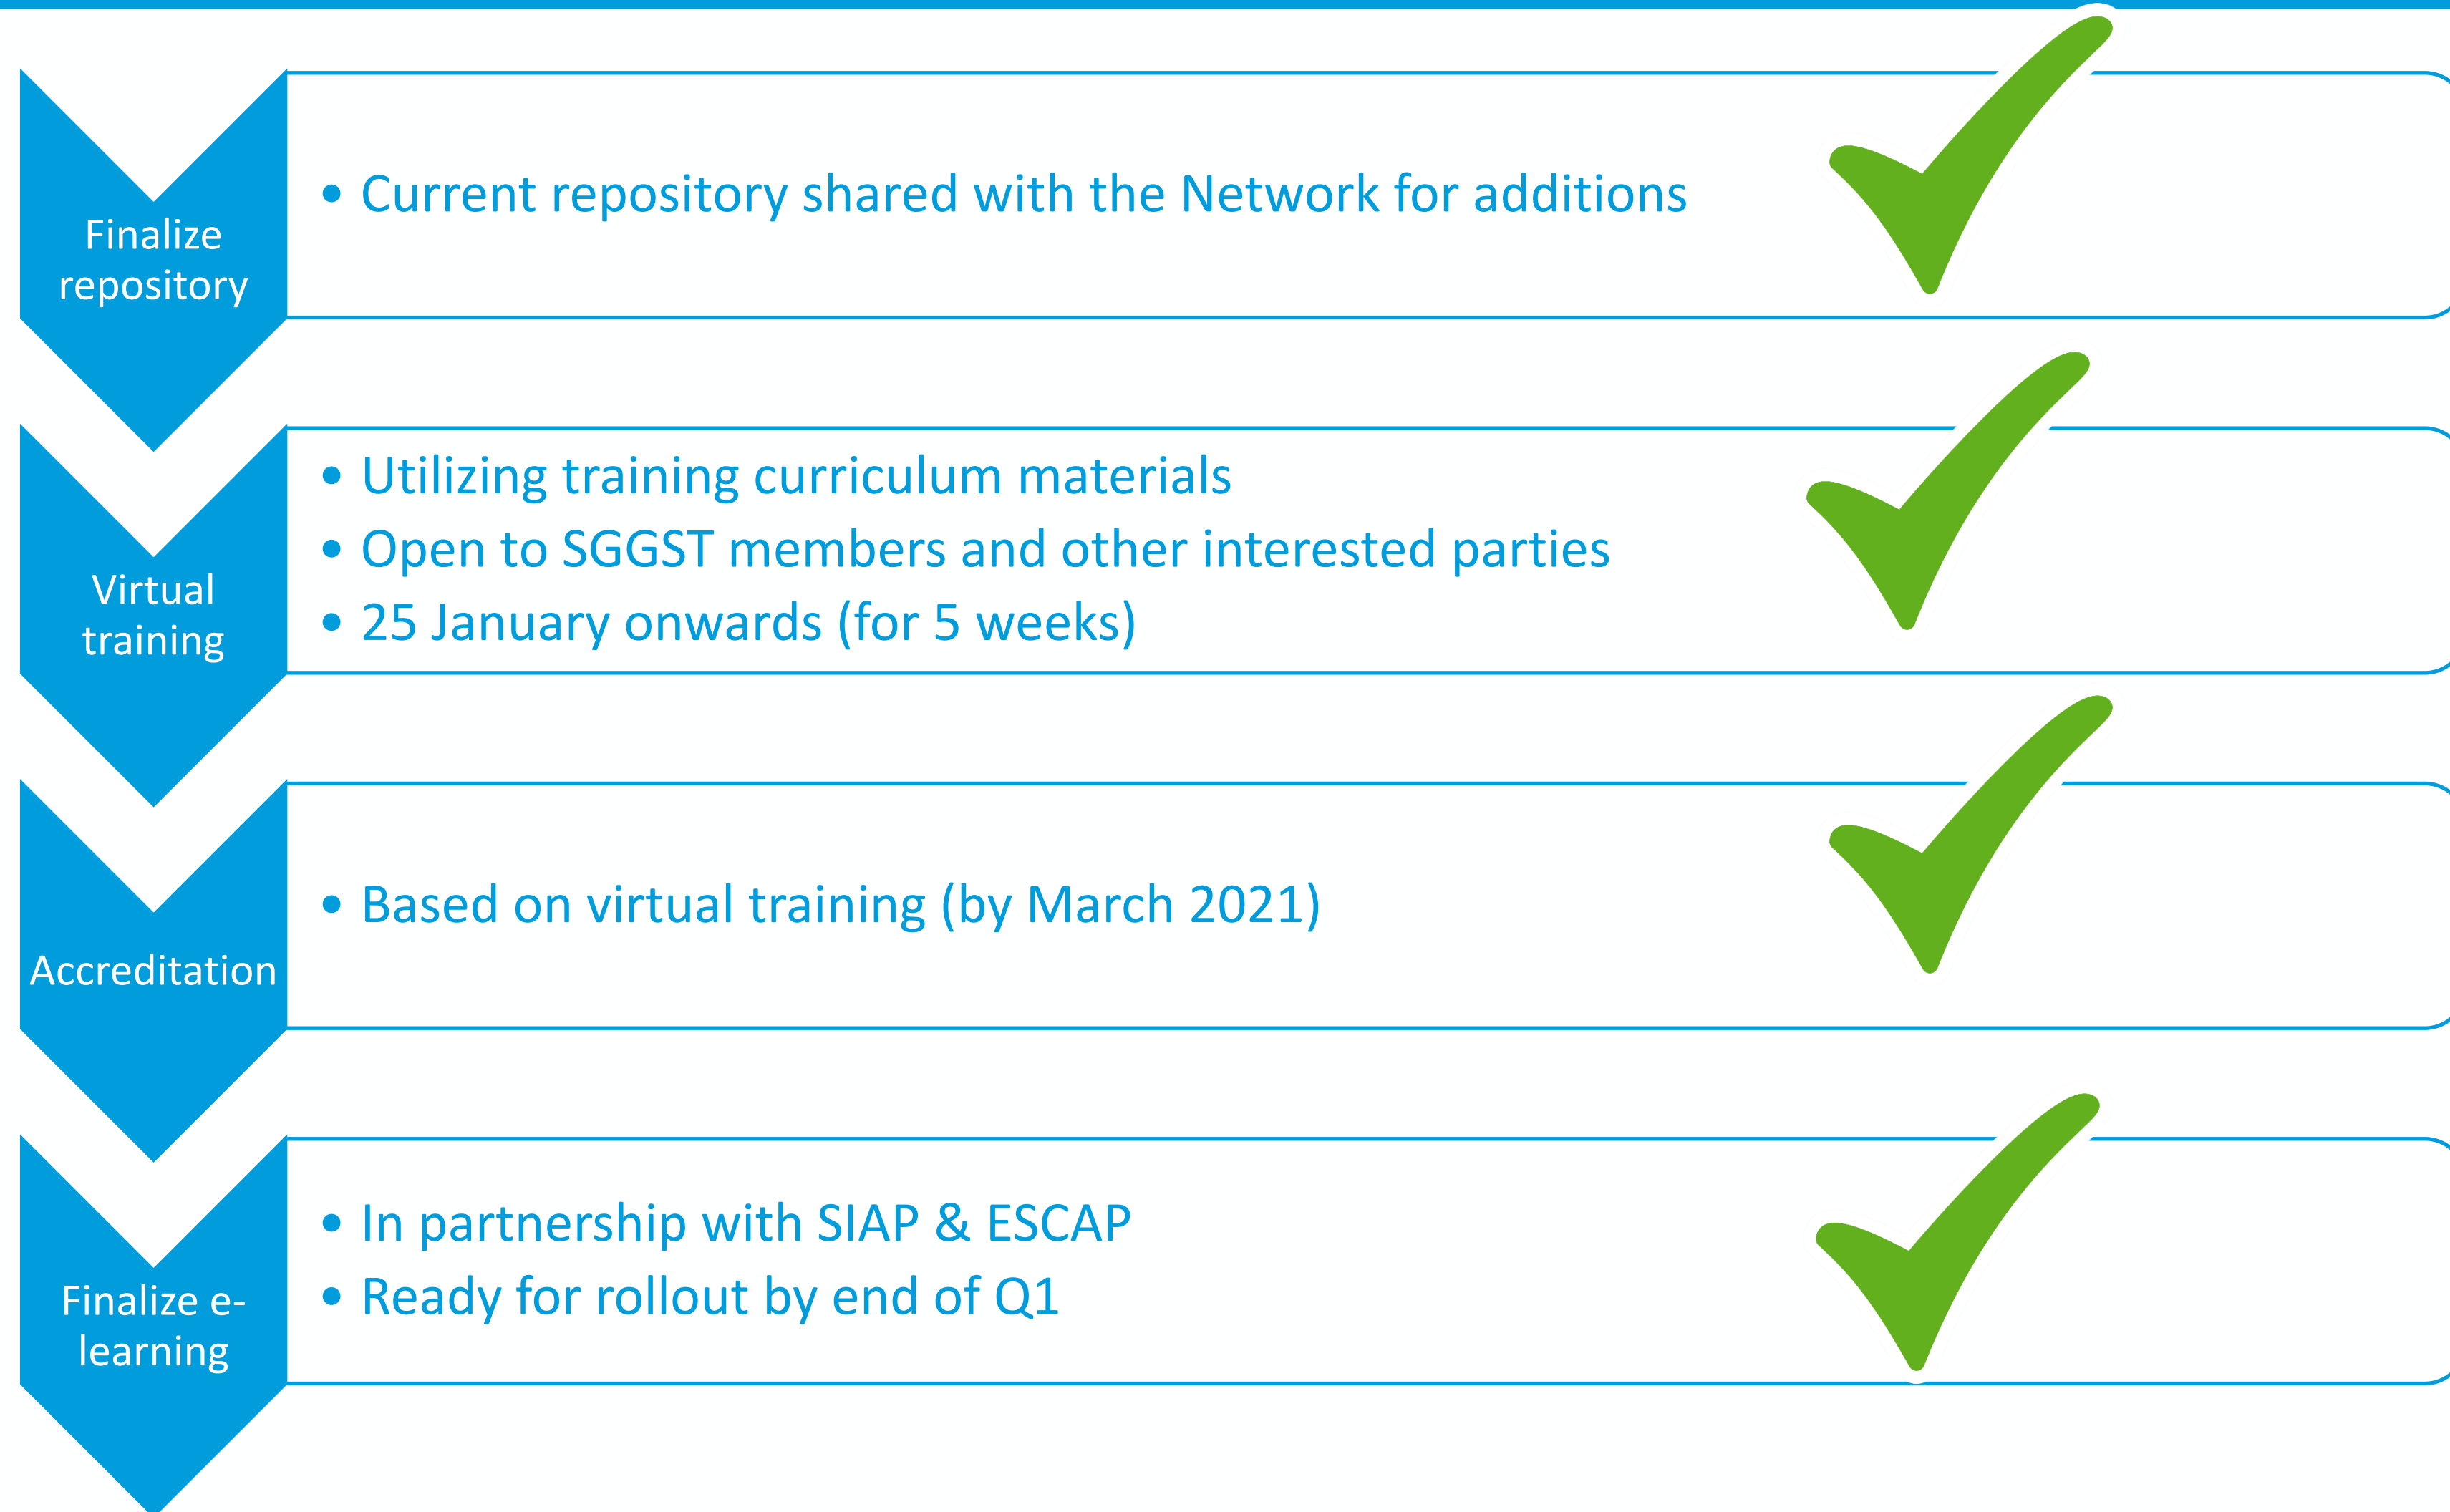 Finalize
repository
• Current repository shared with the Network for additions
Virtual
training
• Utilizing training curriculum materials
• Open to SGGST members and other interested parties
• 25 January onwards (for 5 weeks)
Accreditation
• Based on virtual training (by March 2021)
Finalize e-
learning
• In partnership with SIAP & ESCAP
• Ready for rollout by end of Q1